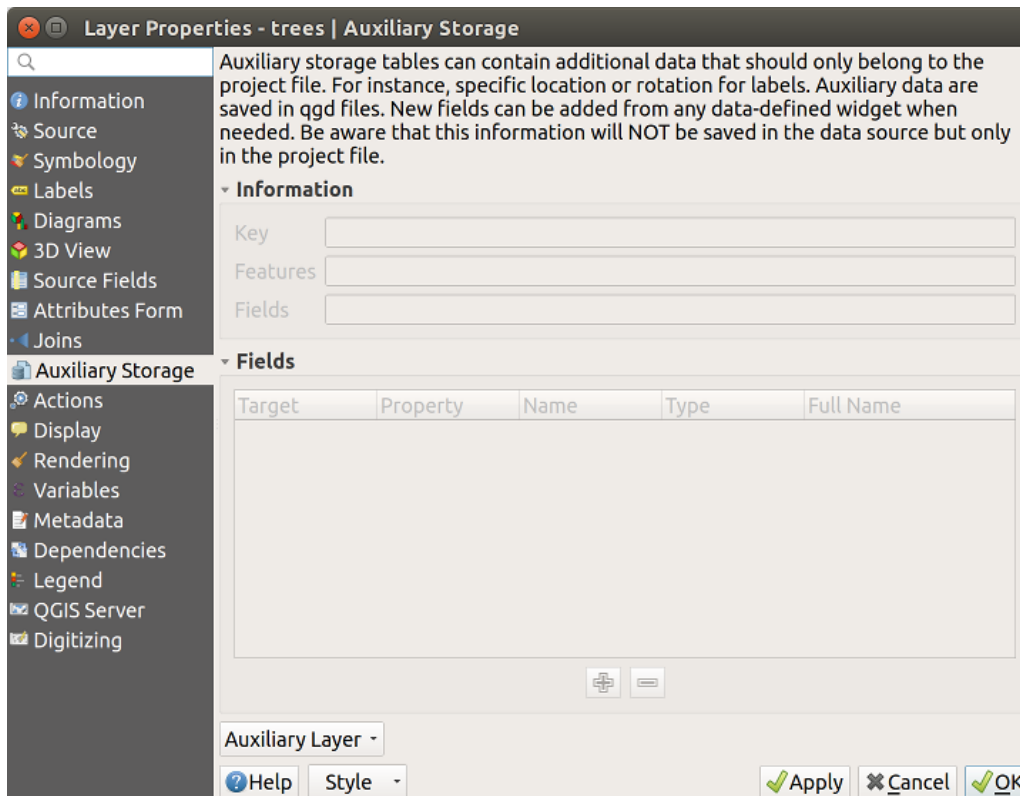 Layer Properties - trees | Auxiliary Storage
Information
Source
Symbology
Labels
Diagrams
3D View
Source Fields
Attributes Form
Joins
Auxiliary Storage
Actions
Display
Rendering
Variables
Metadata
Dependencies
Legend
QGIS Server
Digitizing
Auxiliary storage tables can contain additional data that should only belong to the
project file. For instance, specific location or rotation for labels. Auxiliary data are
saved in qgd files. New fields can be added from any data-defined widget when
needed. Be aware that this information will NOT be saved in the data source but only
in the project file.
Information
Key
Features
Fields
Fields
Target Property Name Type Full Name
Auxiliary Layer
Help Style Apply Cancel OK